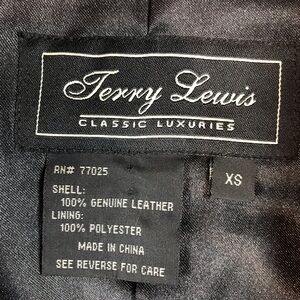 Terry Lewis
CLASSIC LUXURIES
XS
RN# 77025
SHELL:
100% GENUINE LEATHER
LINING:
100% POLYESTER
MADE IN CHINA
SEE REVERSE FOR CARE